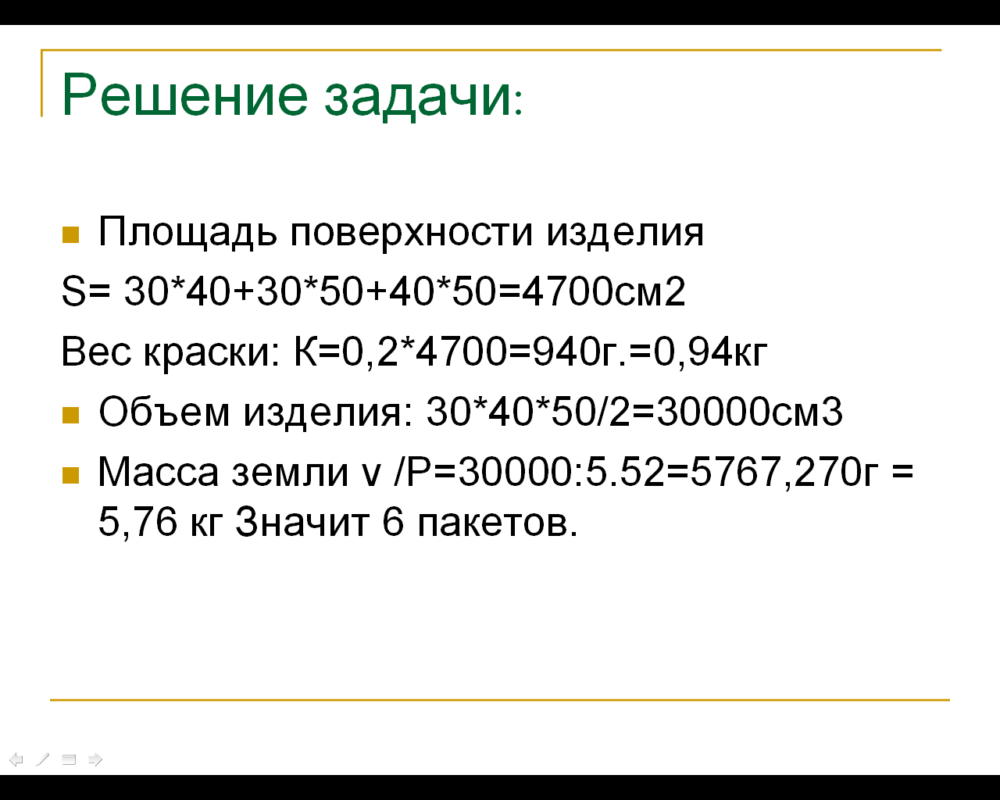 Решение задачи:
Площадь поверхности изделия
S= 30*40+30*50+40*50=4700см2
Вес краски: К=0,2*4700=940г.=0,94кг
Объем изделия: 30*40*50/2=30000см3
Масса земли v /Р=30000:5.52=5767,270г =
5,76 кг Значит 6 пакетов.